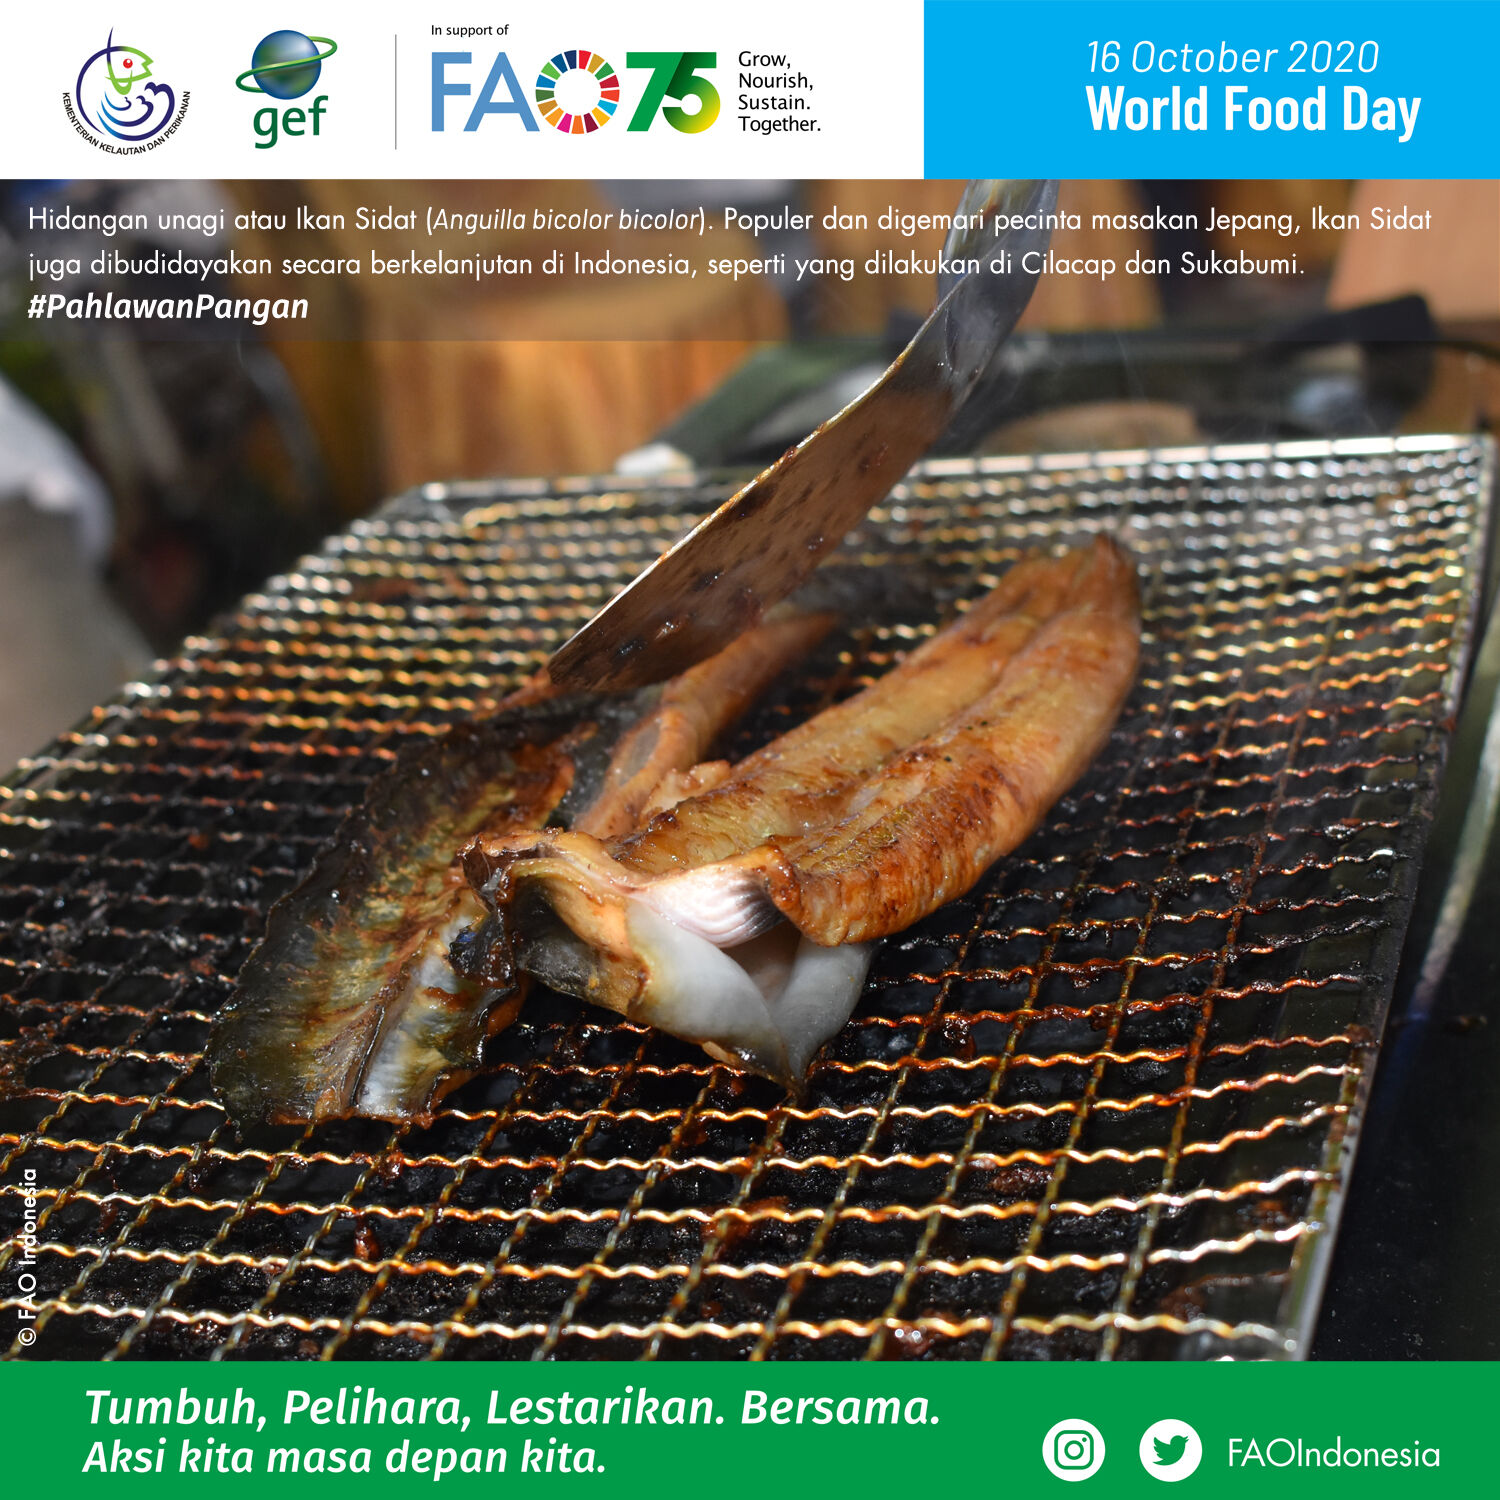 KEMENTERIAN KELAUTAN DAN PERIKANAN
gef
In support of
FAO75
Grow,
Nourish,
Sustain.
Together.
16 October 2020
World Food Day
Hidangan unagi atau Ikan Sidat (Anguilla bicolor bicolor). Populer dan digemari pecinta masakan Jepang, Ikan Sidat
juga dibudidayakan secara berkelanjutan di Indonesia, seperti yang dilakukan di Cilacap dan Sukabumi.
#PahlawanPangan
© FAO Indonesia
Tumbuh, Pelihara, Lestarikan. Bersama.
Aksi kita masa depan kita.
FAOIndonesia